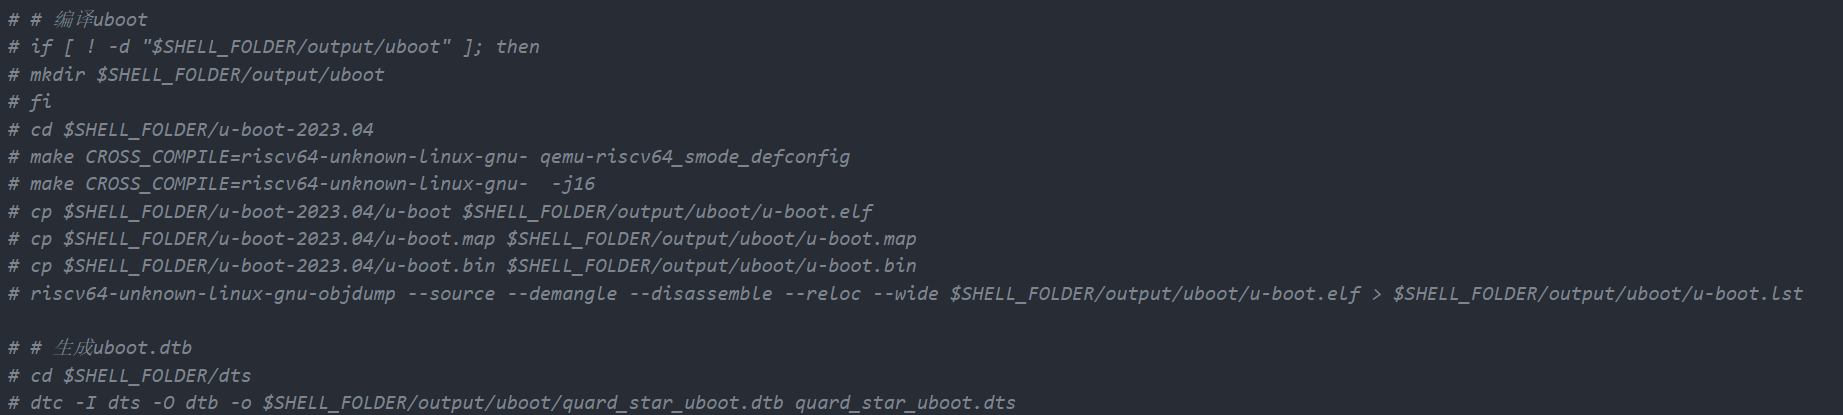 # # 编译uboot
# if [ ! -d "$SHELL_FOLDER/output/uboot" ]; then
# mkdir $SHELL_FOLDER/output/uboot
# fi
# cd $SHELL_FOLDER/u-boot-2023.04
# make CROSS_COMPILE=riscv64-unknown-linux-gnu- qemu-riscv64_smode_defconfig
# make CROSS_COMPILE=riscv64-unknown-linux-gnu-  -j16
# cp $SHELL_FOLDER/u-boot-2023.04/u-boot $SHELL_FOLDER/output/uboot/u-boot.elf
# cp $SHELL_FOLDER/u-boot-2023.04/u-boot.map $SHELL_FOLDER/output/uboot/u-boot.map
# cp $SHELL_FOLDER/u-boot-2023.04/u-boot.bin $SHELL_FOLDER/output/uboot/u-boot.bin
# riscv64-unknown-linux-gnu-objdump --source --demangle --disassemble --reloc --wide $SHELL_FOLDER/output/uboot/u-boot.elf > $SHELL_FOLDER/output/uboot/u-boot.lst
# # 生成uboot.dtb
# cd $SHELL_FOLDER/dts
# dtc -I dts -O dtb -o $SHELL_FOLDER/output/uboot/quard_star_uboot.dtb quard_star_uboot.dts